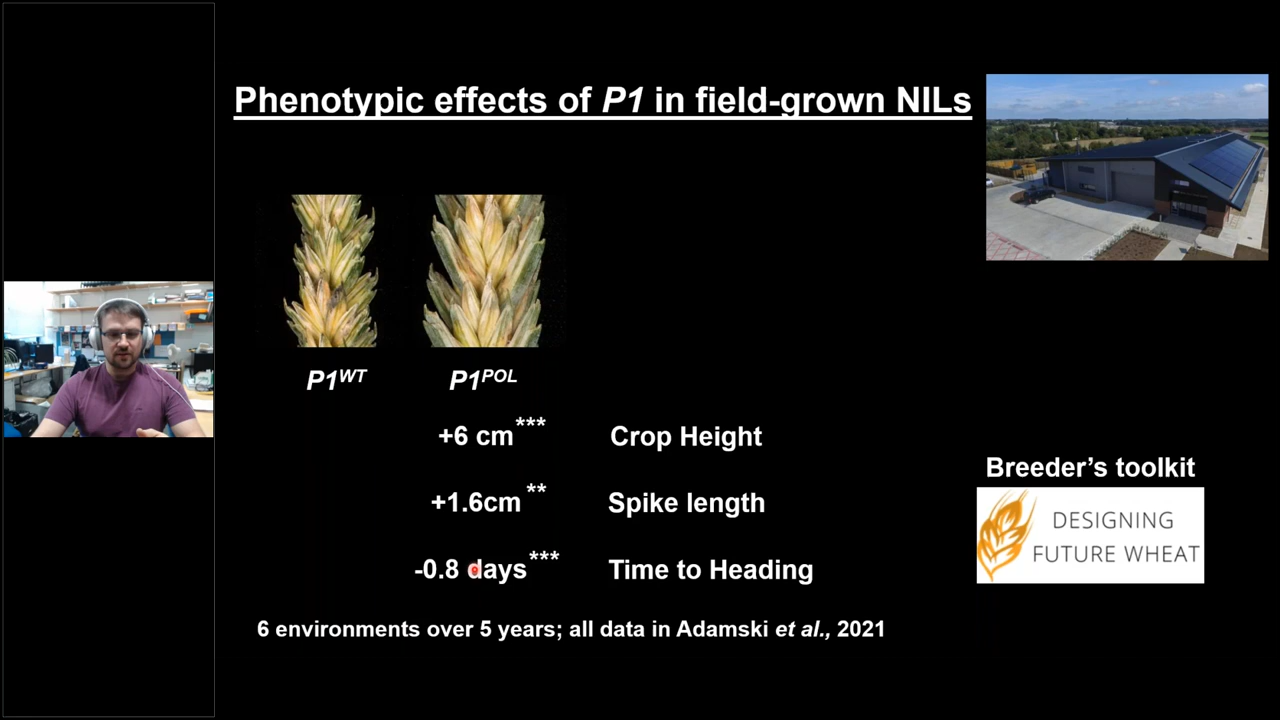 Phenotypic effects of P1 in field-grown NILs
P1WT P1POL
+6 cm*** Crop Height
+1.6cm ** Spike length
-0.8 days*** Time to Heading
6 environments over 5 years; all data in Adamski et al., 2021
Breeder’s toolkit
DESIGNING
FUTURE WHEAT